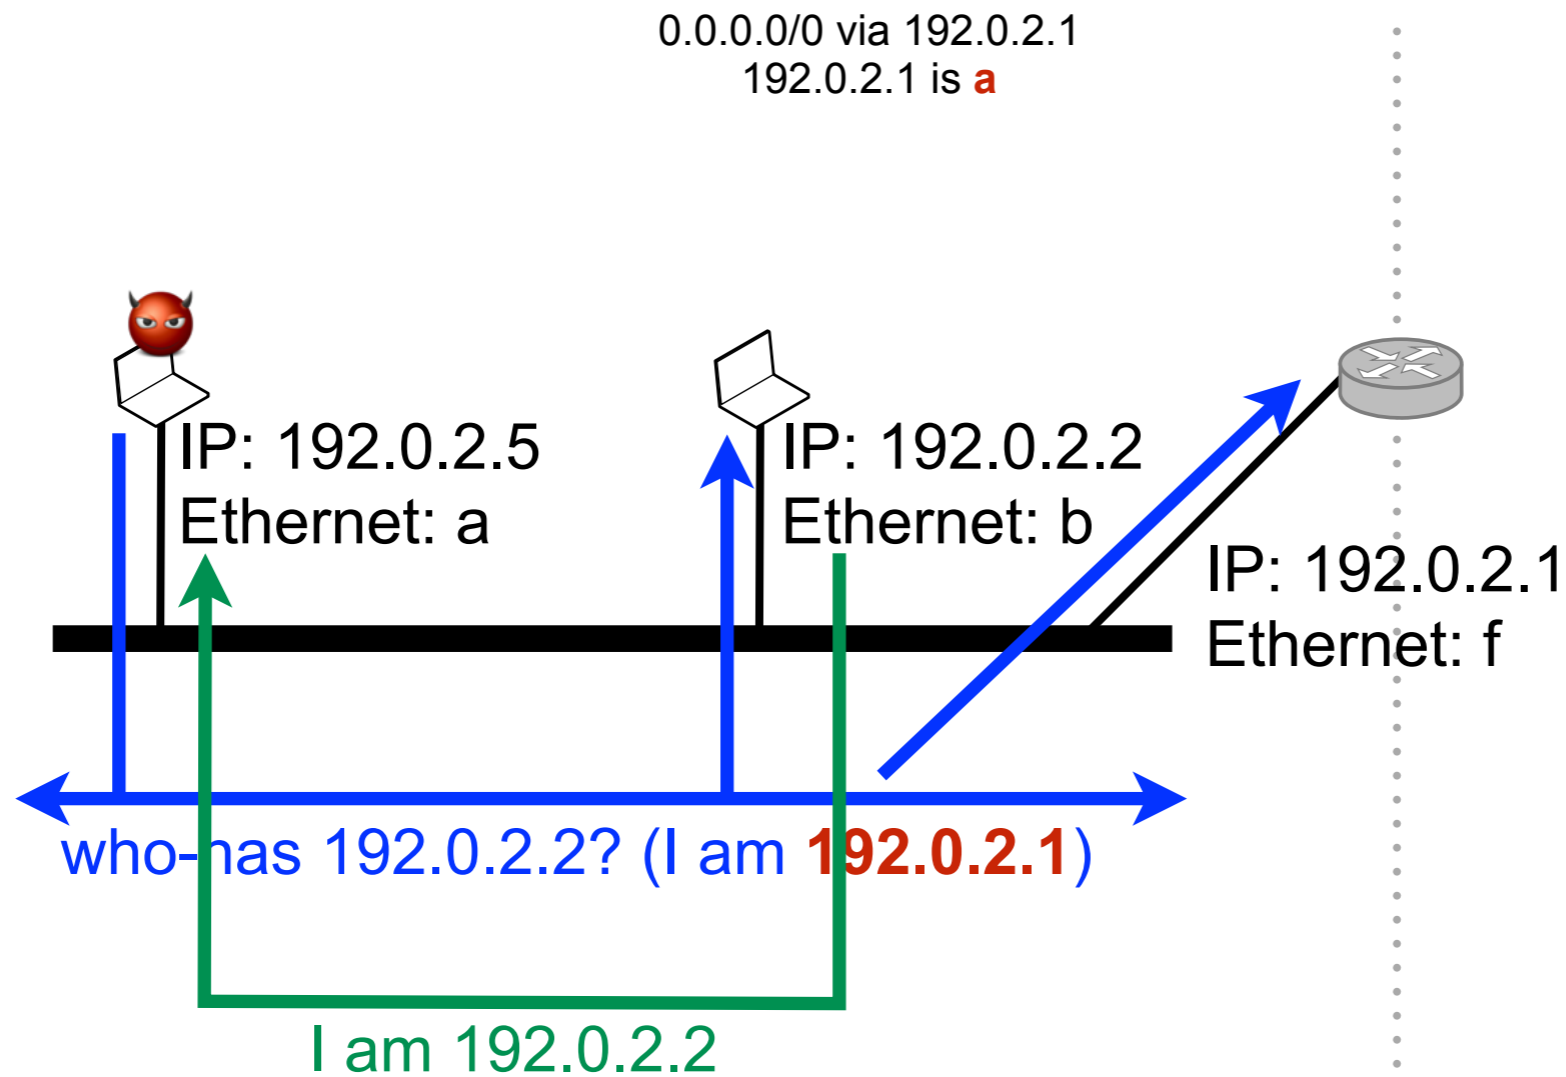 0.0.0.0/0 via 192.0.2.1
192.0.2.1 is a
IP: 192.0.2.5
Ethernet: a
IP: 192.0.2.2
Ethernet: b
IP: 192.0.2.1
Ethernet: f
who-has 192.0.2.2? (I am 192.0.2.1)
I am 192.0.2.2